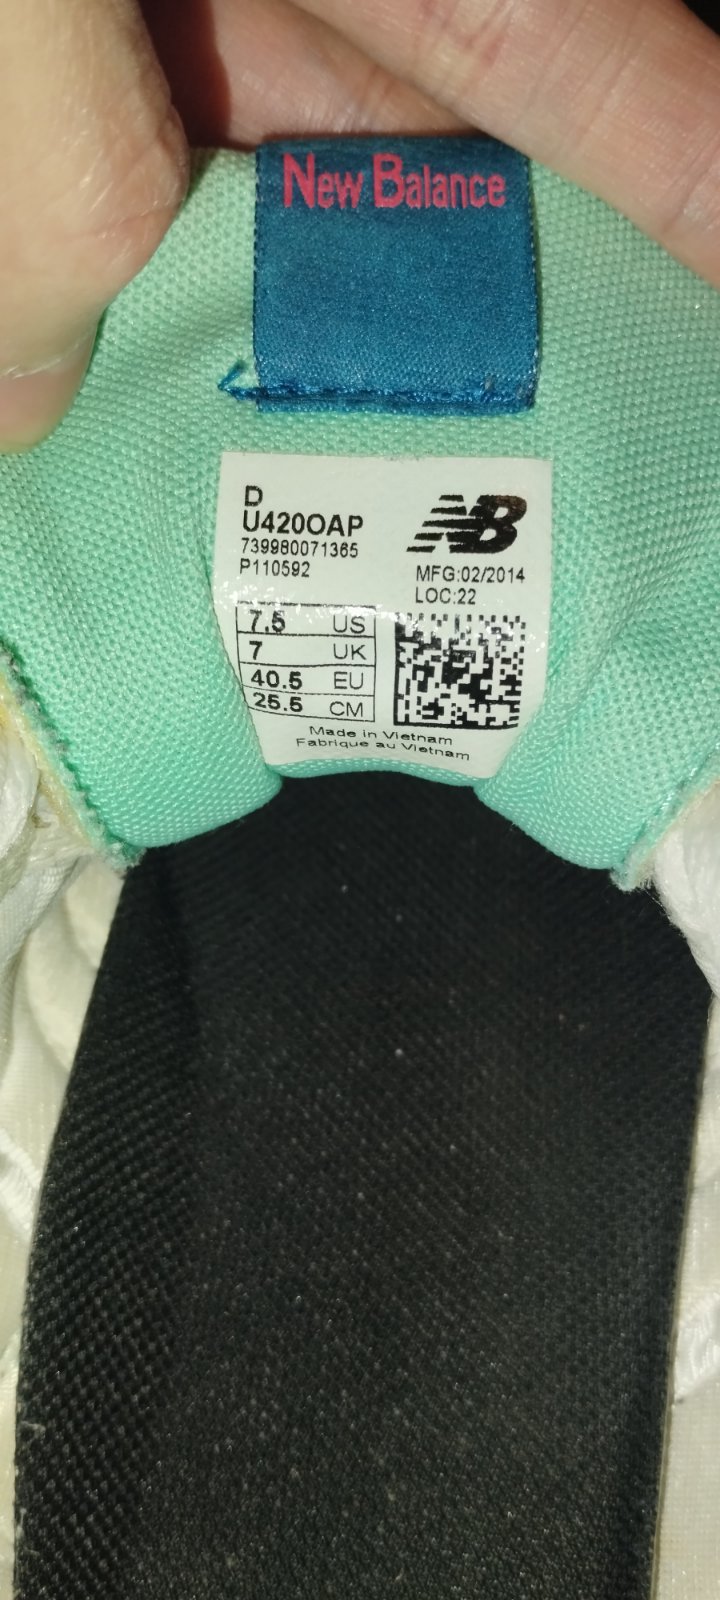 New Balance
D
U420OAP
739980071365
P110592
NB
MFG:02/2014
LOC:22
7.5 US
7 UK
40.5 EU
25.5 CM
Made in Vietnam
Fabrique au Vietnam